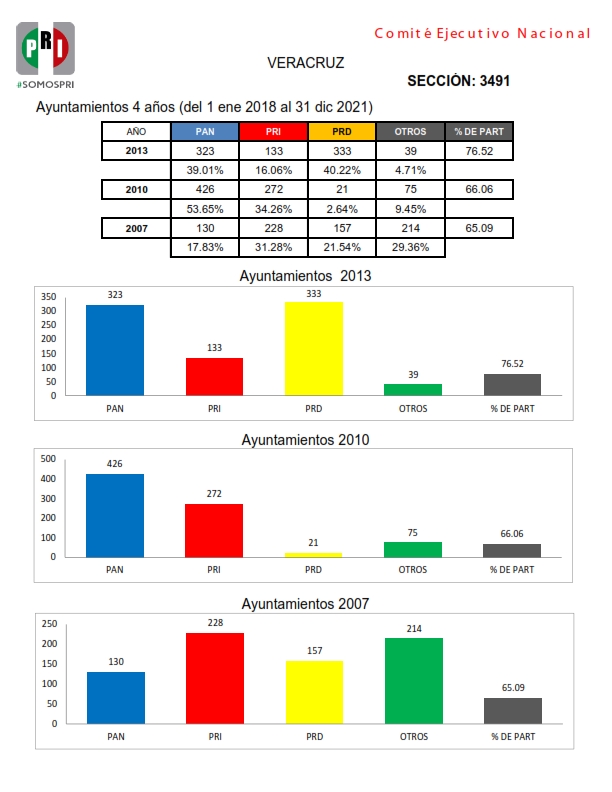 Comité Ejecutivo Nacional
PRI
#SOMOSPRI
VERACRUZ
SECCIÓN: 3491
Ayuntamientos 4 años (del 1 ene 2018 al 31 dic 2021)
AÑO PAN PRI PRD OTROS % DE PART
2013 323 133 333 39 76.52
39.01% 16.06% 40.22% 4.71%
2010 426 272 21 75 66.06
53.65% 34.26% 2.64% 9.45%
2007 130 228 157 214 65.09
17.83% 31.28% 21.54% 29.36%
Ayuntamientos 2013
350
300
250
200
150
100
50
0
323
133
333
39
76.52
PAN PRI PRD OTROS % DE PART
Ayuntamientos 2010
500
400
300
200
100
0
426
272
21
75
66.06
PAN PRI PRD OTROS % DE PART
Ayuntamientos 2007
250
200
150
100
50
0
130
228
157
214
65.09
PAN PRI PRD OTROS % DE PART